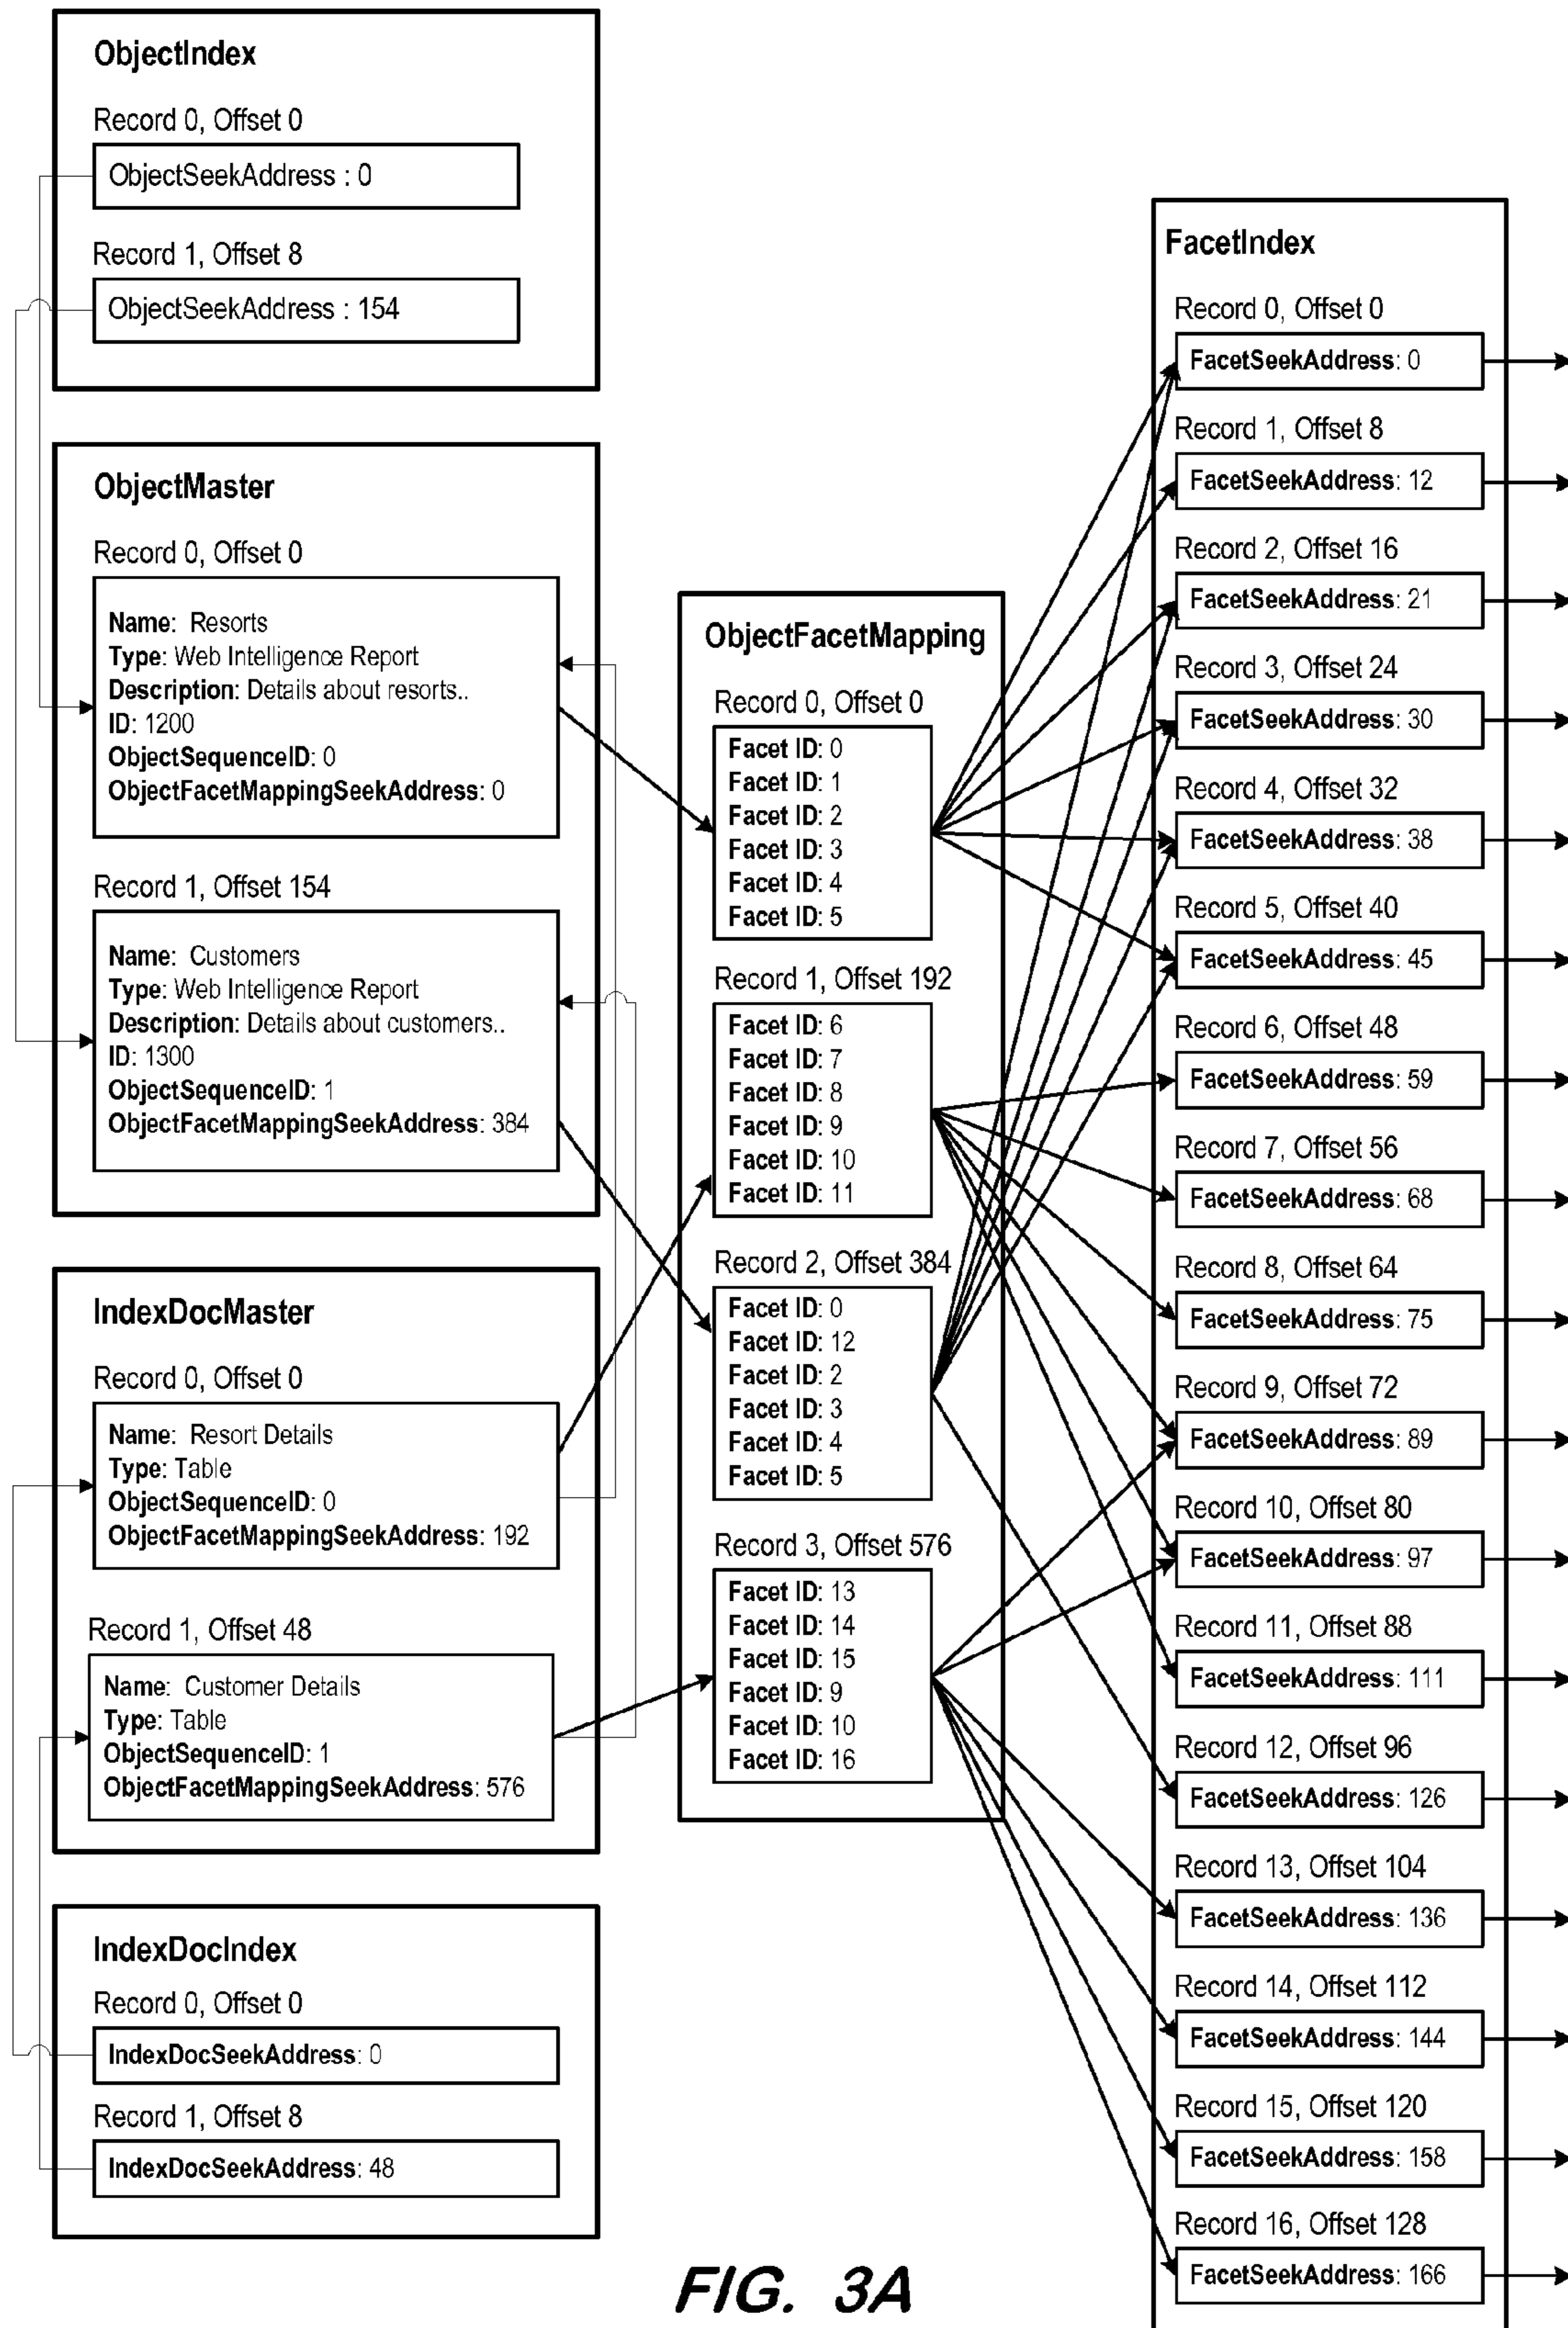 ObjectIndex
Record 0, Offset 0
ObjectSeekAddress : 0
Record 1, Offset 8
ObjectSeekAddress : 154
ObjectMaster
Record 0, Offset 0
Name: Resorts
Type: Web Intelligence Report
Description: Details about resorts..
ID: 1200
ObjectSequenceID: 0
ObjectFacetMappingSeekAddress: 0
Record 1, Offset 154
Name: Customers
Type: Web Intelligence Report
Description: Details about customers..
ID: 1300
ObjectSequenceID: 1
ObjectFacetMappingSeekAddress: 384
IndexDocMaster
Record 0, Offset 0
Name: Resort Details
Type: Table
ObjectSequenceID: 0
ObjectFacetMappingSeekAddress: 192
Record 1, Offset 48
Name: Customer Details
Type: Table
ObjectSequenceID: 1
ObjectFacetMappingSeekAddress: 576
IndexDocIndex
Record 0, Offset 0
IndexDocSeekAddress: 0
Record 1, Offset 8
IndexDocSeekAddress: 48
ObjectFacetMapping
Record 0, Offset 0
Facet ID: 0
Facet ID: 1
Facet ID: 2
Facet ID: 3
Facet ID: 4
Facet ID: 5
Record 1, Offset 192
Facet ID: 6
Facet ID: 7
Facet ID: 8
Facet ID: 9
Facet ID: 10
Facet ID: 11
Record 2, Offset 384
Facet ID: 0
Facet ID: 12
Facet ID: 2
Facet ID: 3
Facet ID: 4
Facet ID: 5
Record 3, Offset 576
Facet ID: 13
Facet ID: 14
Facet ID: 15
Facet ID: 9
Facet ID: 10
Facet ID: 16
FacetIndex
Record 0, Offset 0
FacetSeekAddress: 0
Record 1, Offset 8
FacetSeekAddress: 12
Record 2, Offset 16
FacetSeekAddress: 21
Record 3, Offset 24
FacetSeekAddress: 30
Record 4, Offset 32
FacetSeekAddress: 38
Record 5, Offset 40
FacetSeekAddress: 45
Record 6, Offset 48
FacetSeekAddress: 59
Record 7, Offset 56
FacetSeekAddress: 68
Record 8, Offset 64
FacetSeekAddress: 75
Record 9, Offset 72
FacetSeekAddress: 89
Record 10, Offset 80
FacetSeekAddress: 97
Record 11, Offset 88
FacetSeekAddress: 111
Record 12, Offset 96
FacetSeekAddress: 126
Record 13, Offset 104
FacetSeekAddress: 136
Record 14, Offset 112
FacetSeekAddress: 144
Record 15, Offset 120
FacetSeekAddress: 158
Record 16, Offset 128
FacetSeekAddress: 166
FIG. 3A